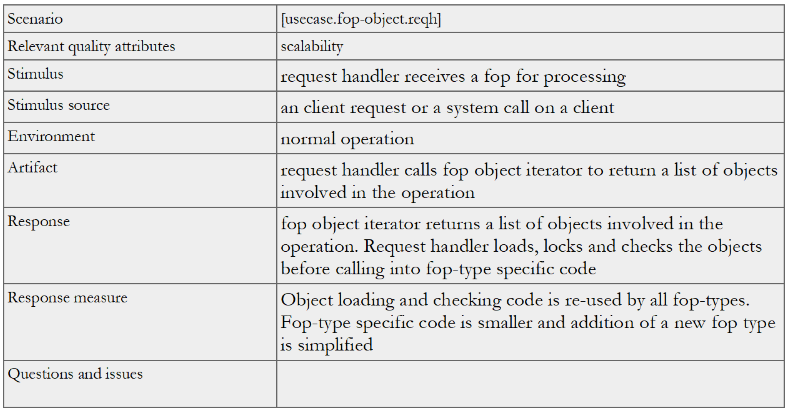 Scenario [usecase.fop-object.reqh]
Relevant quality attributes scalability
Stimulus request handler receives a fop for processing
Stimulus source an client request or a system call on a client
Environment normal operation
Artifact request handler calls fop object iterator to return a list of objects
involved in the operation
Response fop object iterator returns a list of objects involved in the
operation. Request handler loads, locks and checks the objects
before calling into fop-type specific code
Response measure Object loading and checking code is re-used by all fop-types.
Fop-type specific code is smaller and addition of a new fop type
is simplified
Questions and issues